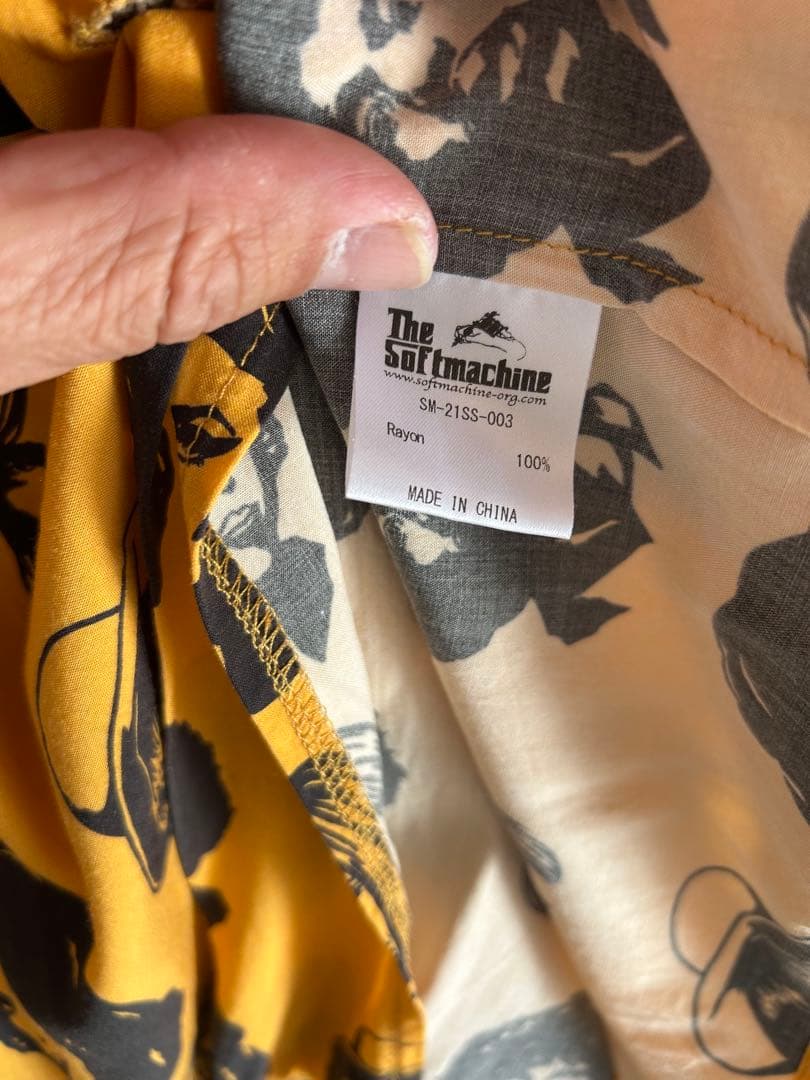 The
Softmachine
www.softmachine-org.com
SM-21SS-003
Rayon
100%
MADE IN CHINA